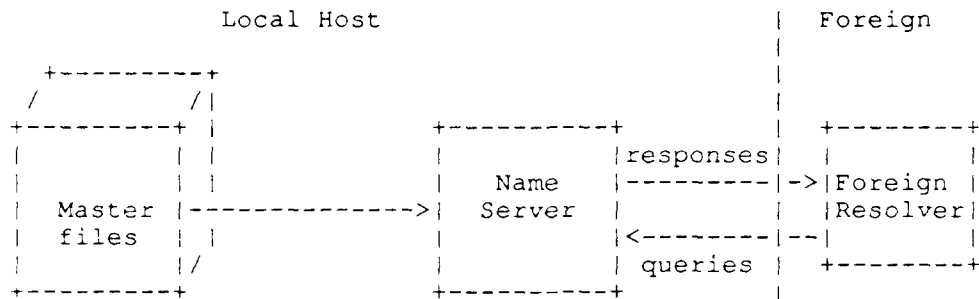 Local Host | Foreign
|
+---------+ |
/ /| |
+---------+ | +----------+ | +--------+
| | | | |responses| | |
| | | | Name |---------|->|Foreign |
| Master |-------------->| Server | | |Resolver|
| files | | | |<--------|--| |
| |/ | | queries | +--------+
+---------+ +----------+ |